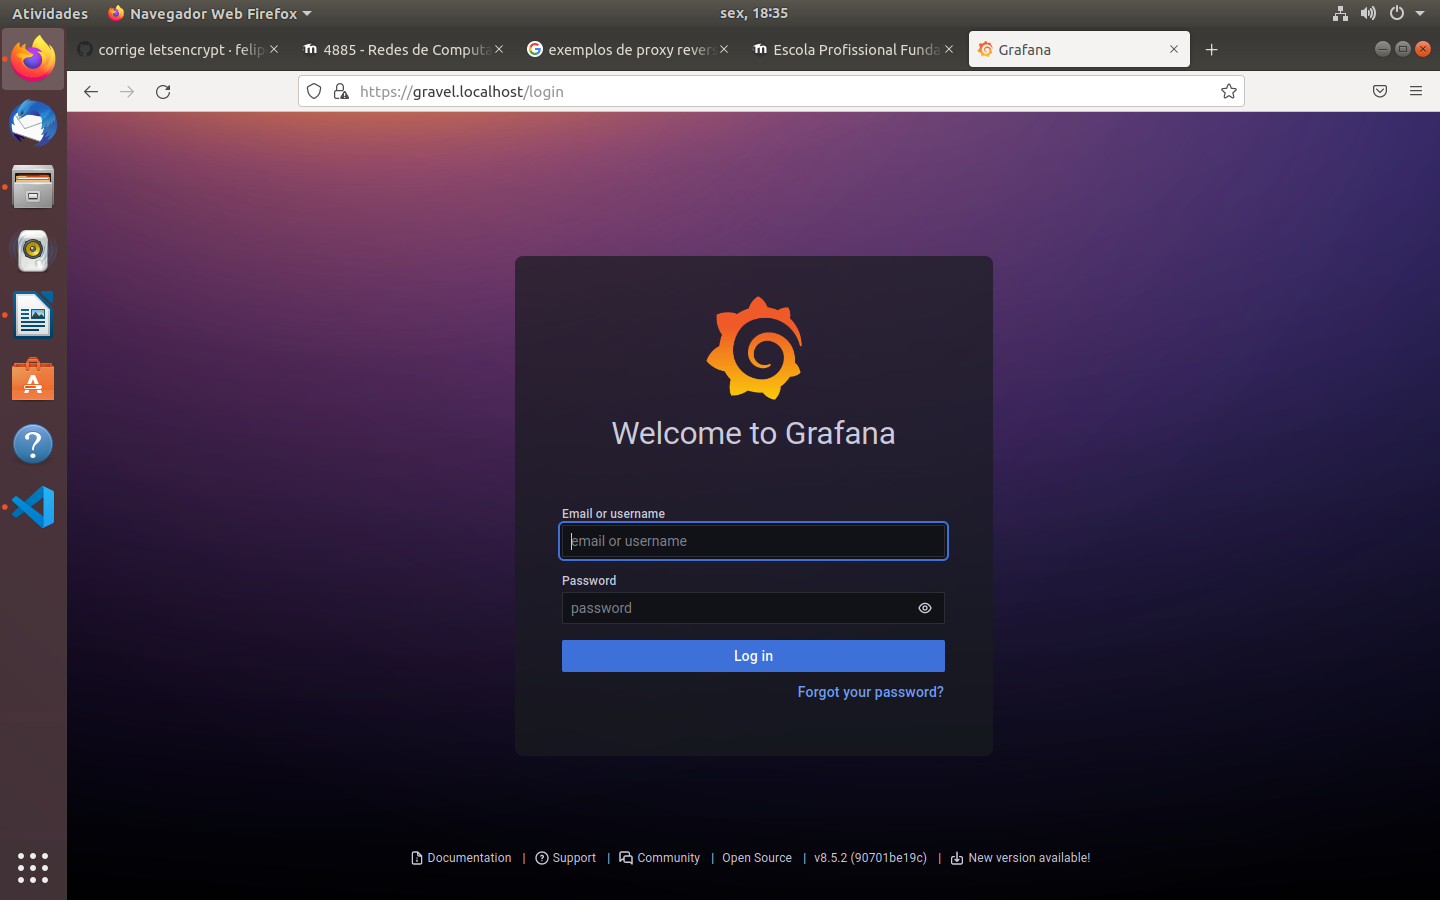 Atividades Navegador Web Firefox sex, 18:35
corrige letsencrypt · felip 4885 - Redes de Computa exemplos de proxy revers Escola Profissional Funda Grafana
https://gravel.localhost/login
Welcome to Grafana
Email or username
email or username
Password
password
Log in
Forgot your password?
Documentation | Support | Community | Open Source | v8.5.2 (90701be19c) | New version available!